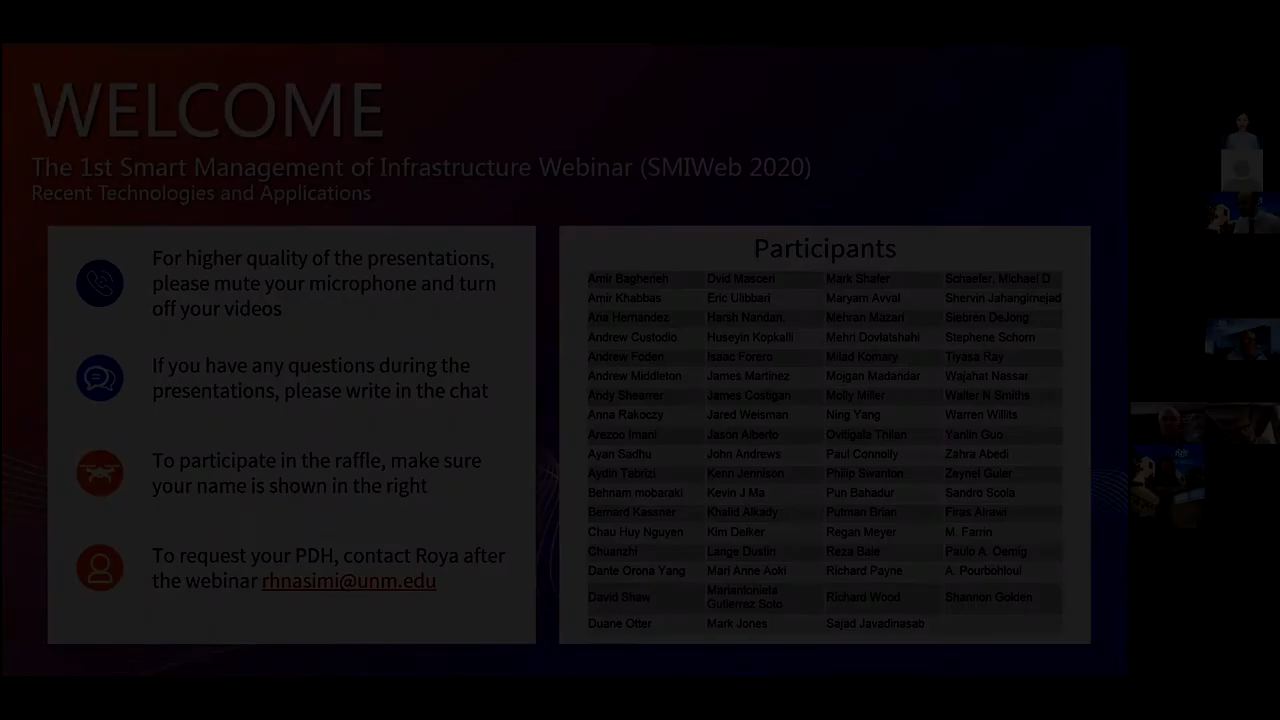 WELCOME
The 1st Smart Management of Infrastructure Webinar (SMIWeb 2020)
Recent Technologies and Applications
For higher quality of the presentations,
please mute your microphone and turn
off your videos
If you have any questions during the
presentations, please write in the chat
To participate in the raffle, make sure
your name is shown in the right
To request your PDH, contact Roya after
the webinar rhnasimi@unm.edu
Participants
Amir Bagherieh Dvid Masceri Mark Shafer Schaefer, Michael D
Amir Khabbas Eric Ulibbari Maryam Avval Shervin Jahangirnejad
Ana Hernandez Harsh Nandan. Mehran Mazari Siebren DeJong
Andrew Custodio Huseyin Kopkalli Mehri Dovlatshahi Stephene Schorn
Andrew Foden Isaac Forero Milad Komary Tiyasa Ray
Andrew Middleton James Martinez Mojgan Madandar Wajahat Nassar
Andy Shearrer James Costigan Molly Miller Walter N Smiths
Anna Rakoczy Jared Weisman Ning Yang Warren Willits
Arezoo Imani Jason Alberto Ovitigala Thilan Yanlin Guo
Ayan Sadhu John Andrews Paul Connolly Zahra Abedi
Aydin Tabrizi Kenn Jennison Philip Swanton Zeynel Guler
Behnam mobaraki Kevin J Ma Pun Bahadur Sandro Scola
Bernard Kassner Khalid Alkady Putman Brian Firas Alrawi
Chau Huy Nguyen Kim Delker Regan Meyer M. Farrin
Chuanzhi Lange Dustin Reza Baie Paulo A. Oemig
Dante Orona Yang Mari Anne Aoki Richard Payne A. Pourbohloul
David Shaw Mariantonieta Gutierrez Soto Richard Wood Shannon Golden
Duane Otter Mark Jones Sajad Javadinasab